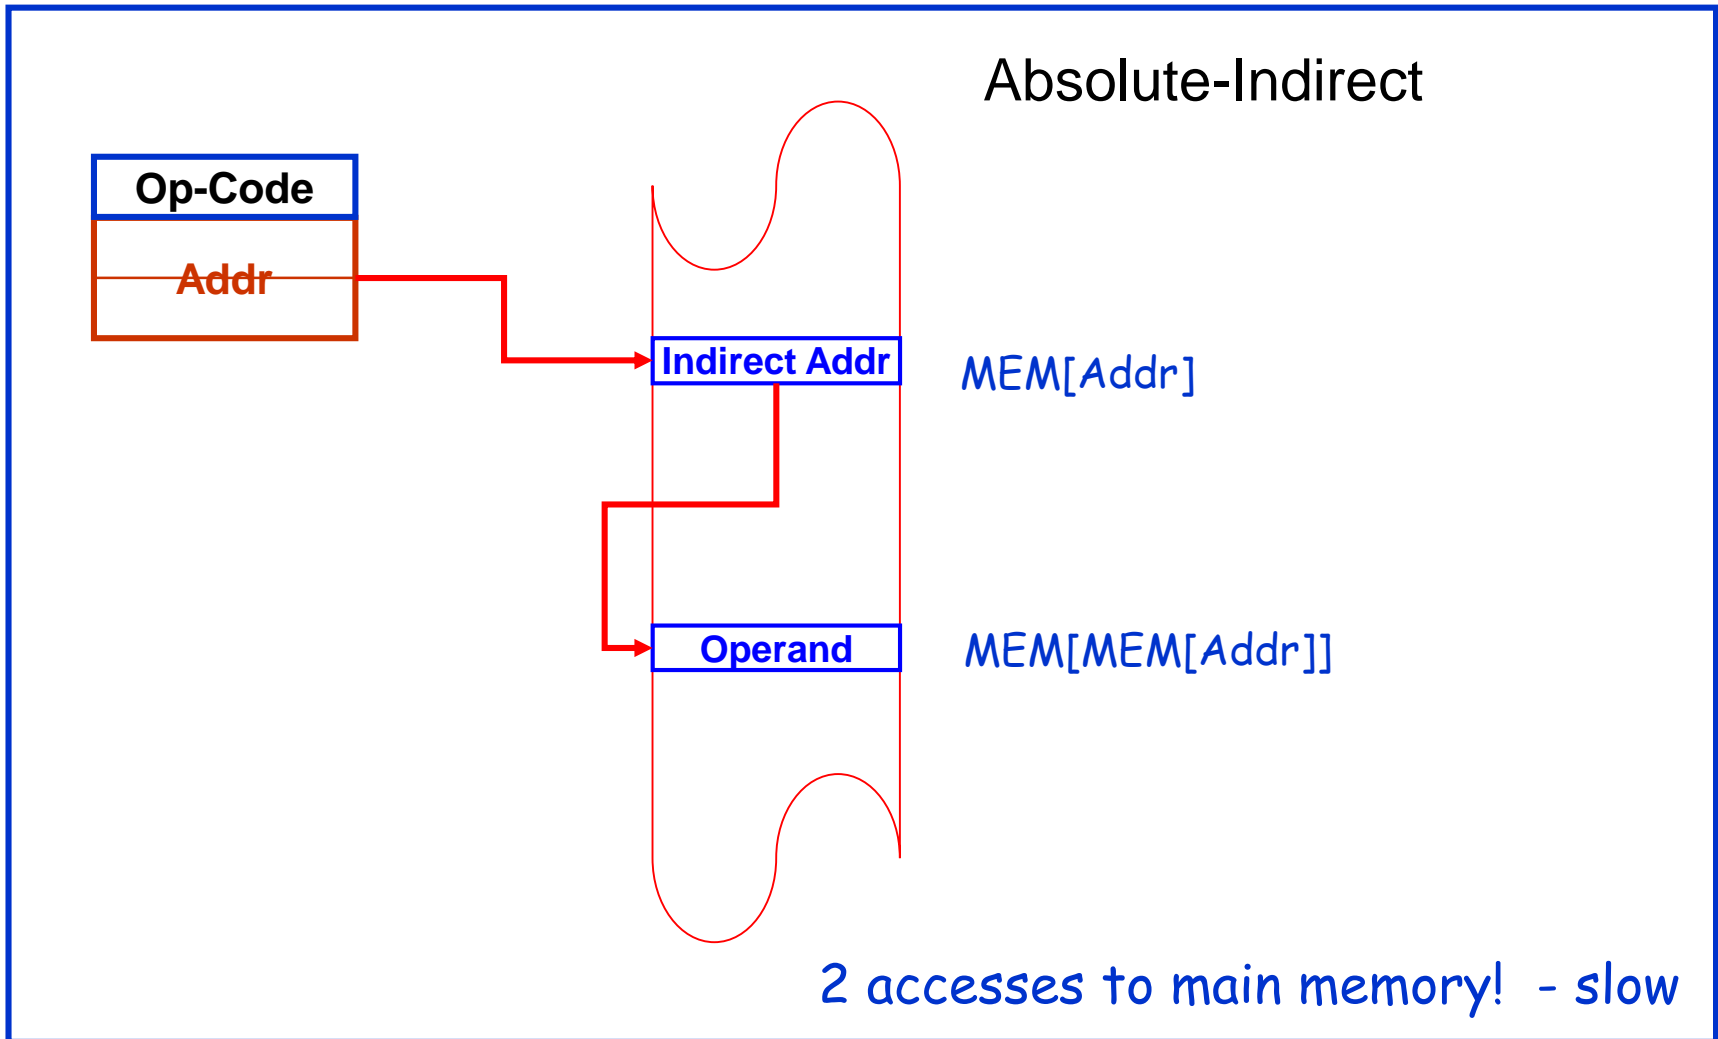 Absolute-Indirect
Op-Code
Addr
Indirect Addr
MEM[Addr]
Operand
MEM[MEM[Addr]]
2 accesses to main memory! - slow